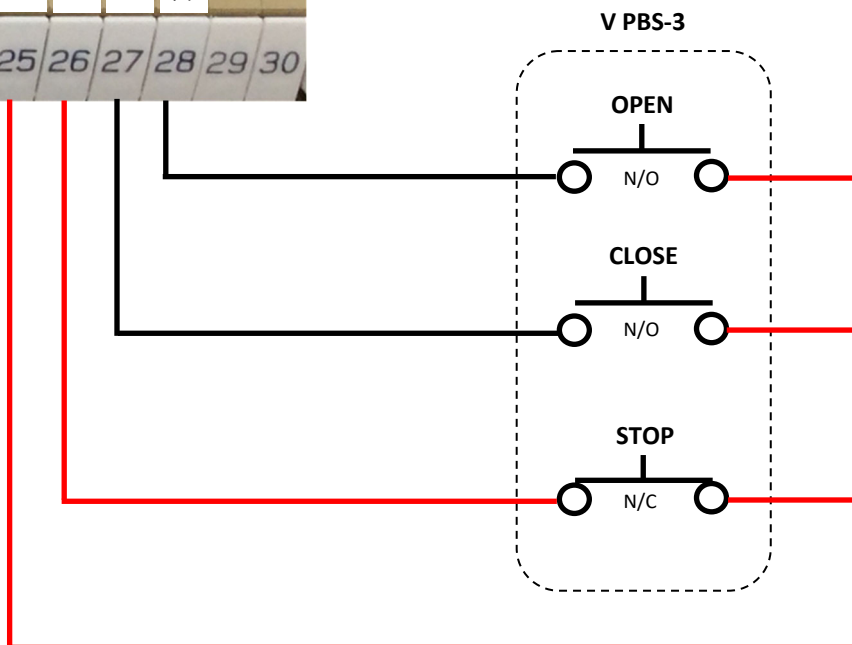 V PBS-3
25 26 27 28 29 30
OPEN
N/O
CLOSE
N/O
STOP
N/C